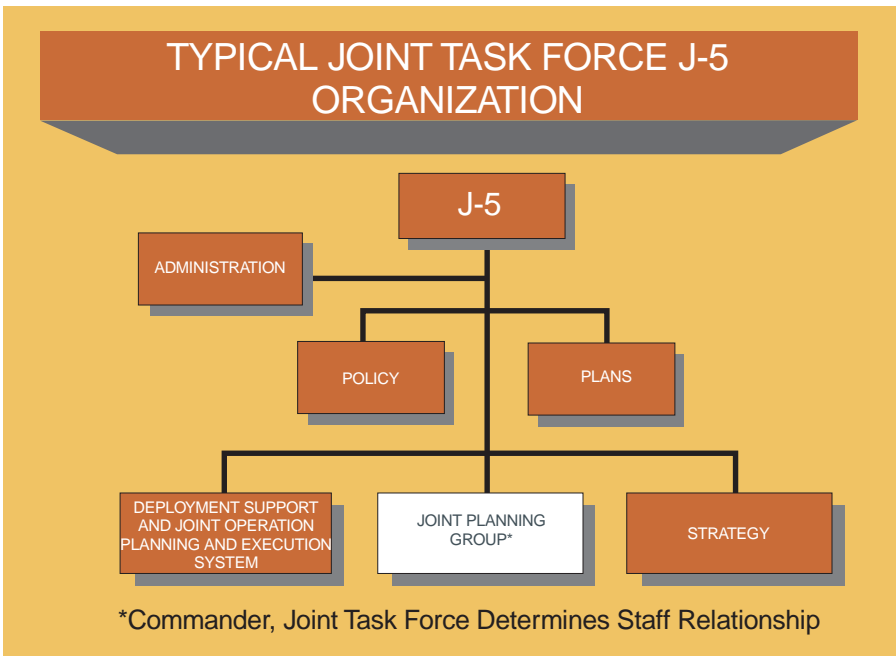 TYPICAL JOINT TASK FORCE J-5
ORGANIZATION
J-5
ADMINISTRATION
POLICY
PLANS
DEPLOYMENT SUPPORT
AND JOINT OPERATION
PLANNING AND EXECUTION
SYSTEM
JOINT PLANNING
GROUP*
STRATEGY
*Commander, Joint Task Force Determines Staff Relationship